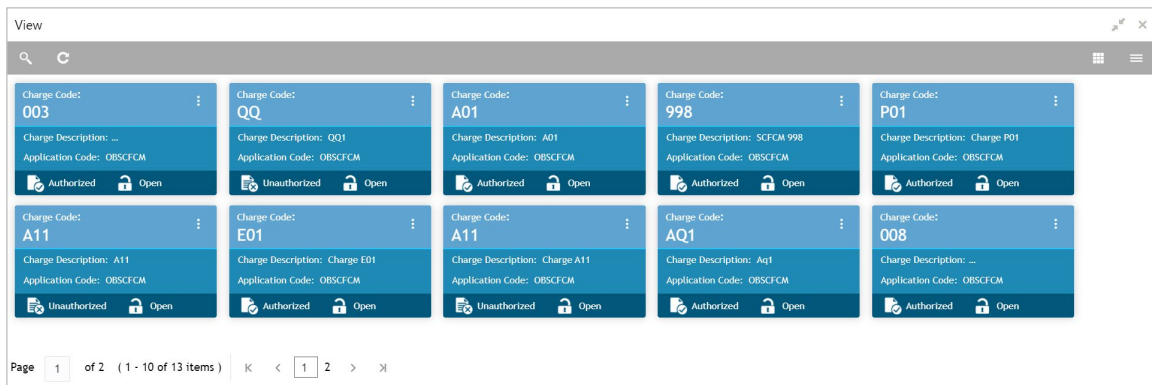 View
Charge Code:
003
Charge Description: ...
Application Code: OBSCFCM
Authorized Open
Charge Code:
QQ
Charge Description: QQ1
Application Code: OBSCFCM
Unauthorized Open
Charge Code:
A01
Charge Description: A01
Application Code: OBSCFCM
Authorized Open
Charge Code:
998
Charge Description: SCFCM 998
Application Code: OBSCFCM
Authorized Open
Charge Code:
P01
Charge Description: Charge P01
Application Code: OBSCFCM
Authorized Open
Charge Code:
A11
Charge Description: A11
Application Code: OBSCFCM
Unauthorized Open
Charge Code:
E01
Charge Description: Charge E01
Application Code: OBSCFCM
Authorized Open
Charge Code:
A11
Charge Description: Charge A11
Application Code: OBSCFCM
Unauthorized Open
Charge Code:
AQ1
Charge Description: Aq1
Application Code: OBSCFCM
Authorized Open
Charge Code:
008
Charge Description: ...
Application Code: OBSCFCM
Authorized Open
Page 1 of 2 ( 1 - 10 of 13 items ) 1 2